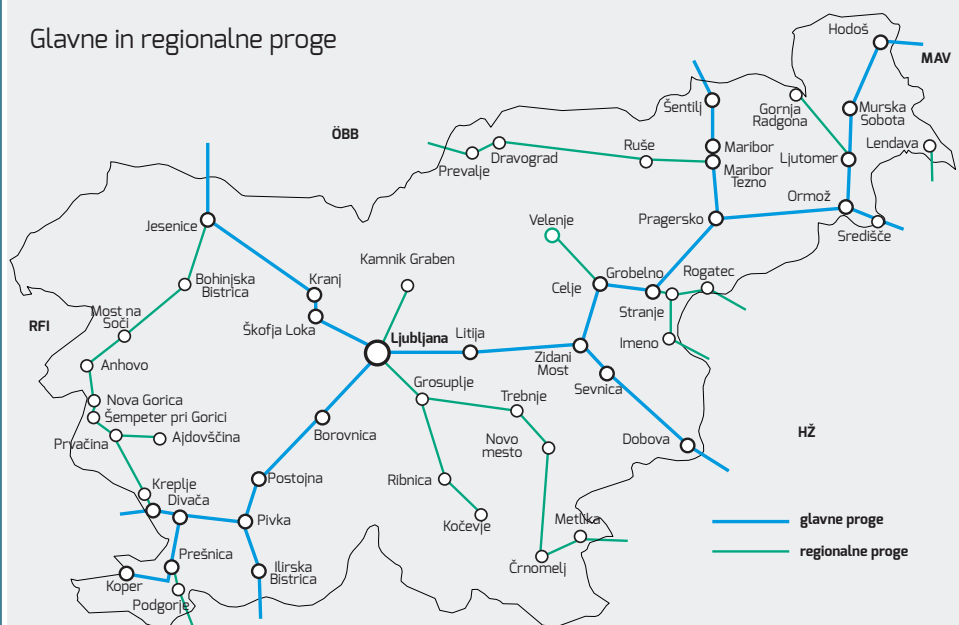 Glavne in regionalne proge
Hodoš
MAV
Šentilj
Gornja
Radgona
Murska
Sobota
ÖBB
Lendava
Maribor
Ruše
Dravograd
Prevalje
Maribor
Tezno
Ljutomer
Ormož
Velenje
Pragersko
Jesenice
Središče
Kamnik Graben
Bohinjska
Bistrica
Kranj
Celje
Grobelno
Rogatec
Most na
Soči
RFI
Škofja Loka
Stranje
Ljubljana
Litija
Imeno
Anhovo
Zidani
Most
Sevnica
Grosuplje
Trebnje
Nova Gorica
Šempeter pri Gorici
Prvačina
Ajdovščina
Borovnica
Novo
mesto
Dobova
HŽ
Ribnica
Postojna
Kreplje
Divača
Kočevje
Pivka
Metlika
glavne proge
Prešnica
regionalne proge
Črnomelj
Ilirska
Bistrica
Koper
Podgorje